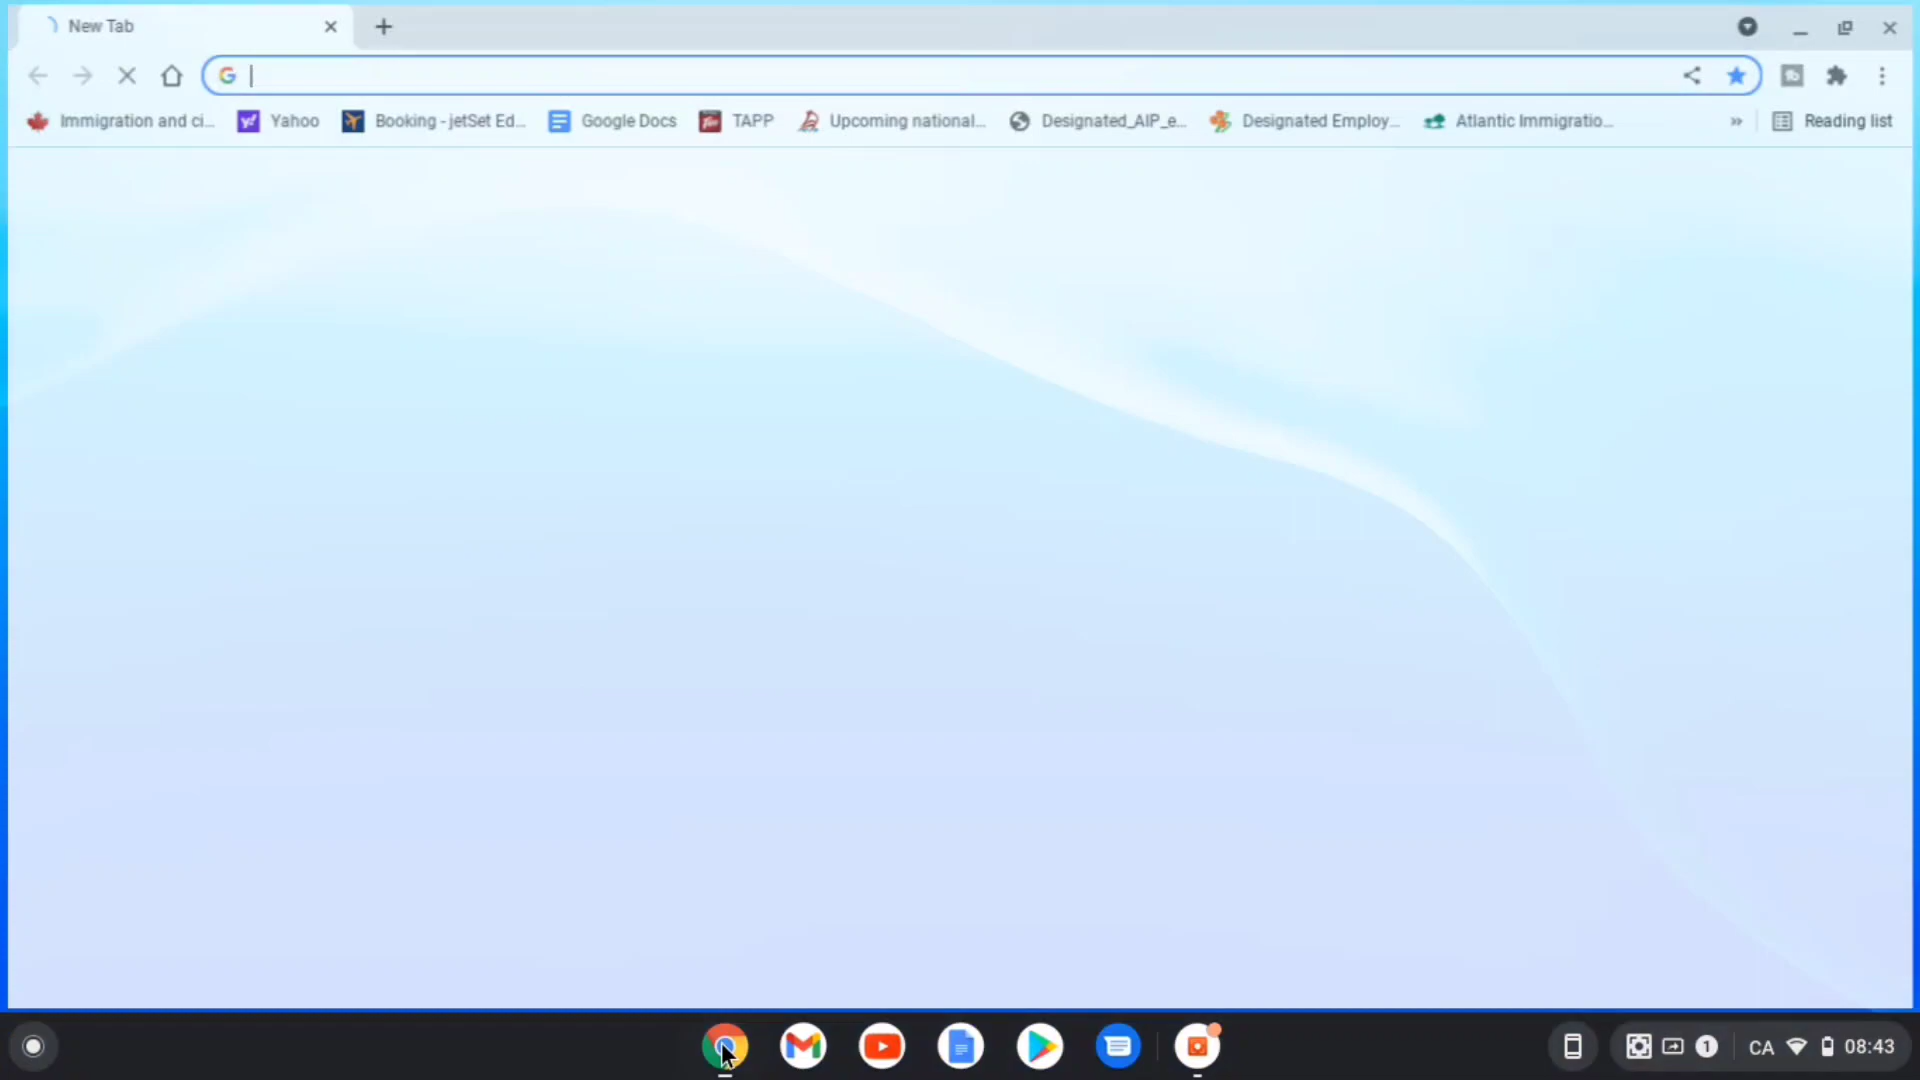 New Tab
Immigration and ci...
Yahoo
Booking - jetSet Ed...
Google Docs
TAPP
Upcoming national...
Designated_AIP_e...
Designated Employ...
Atlantic Immigratio...
»
Reading list
1
CA
08:43